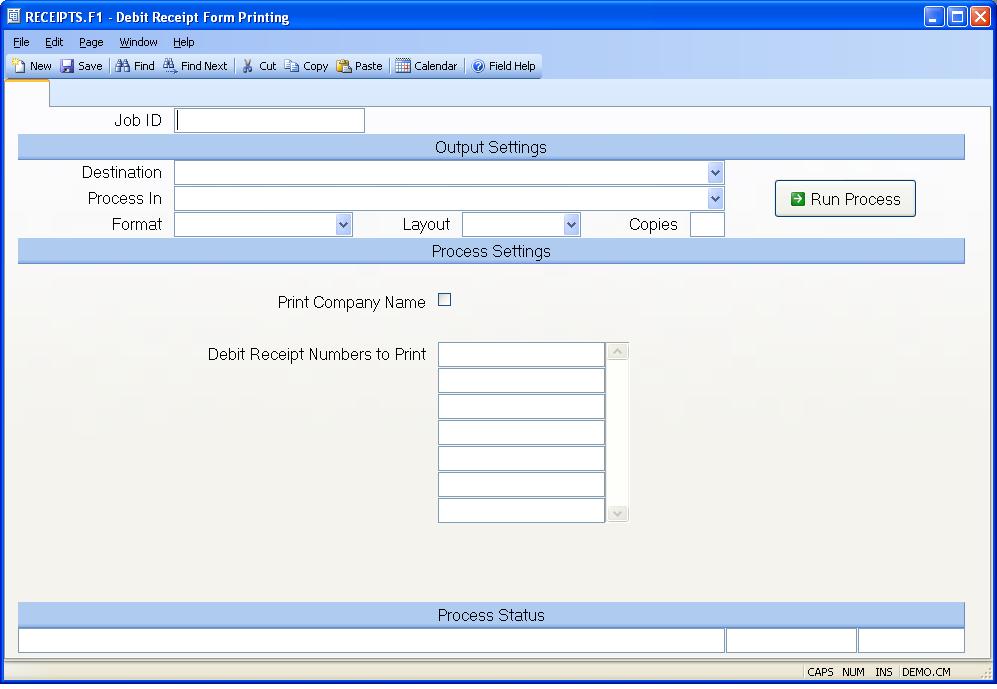 RECEIPTS.F1 - Debit Receipt Form Printing
File Edit Page Window Help
New Save Find Find Next Cut Copy Paste Calendar Field Help
Job ID
Output Settings
Destination
Process In
Run Process
Format Layout Copies
Process Settings
Print Company Name
Debit Receipt Numbers to Print
Process Status
CAPS NUM INS DEMO.CM